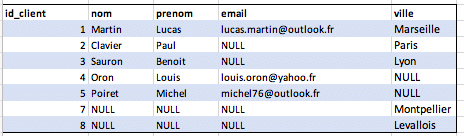 id_client nom prenom email ville
1 Martin Lucas lucas.martin@outlook.fr Marseille
2 Clavier Paul NULL Paris
3 Sauron Benoit NULL Lyon
4 Oron Louis louis.oron@yahoo.fr NULL
5 Poiret Michel michel76@outlook.fr NULL
7 NULL NULL NULL Montpellier
8 NULL NULL NULL Levallois